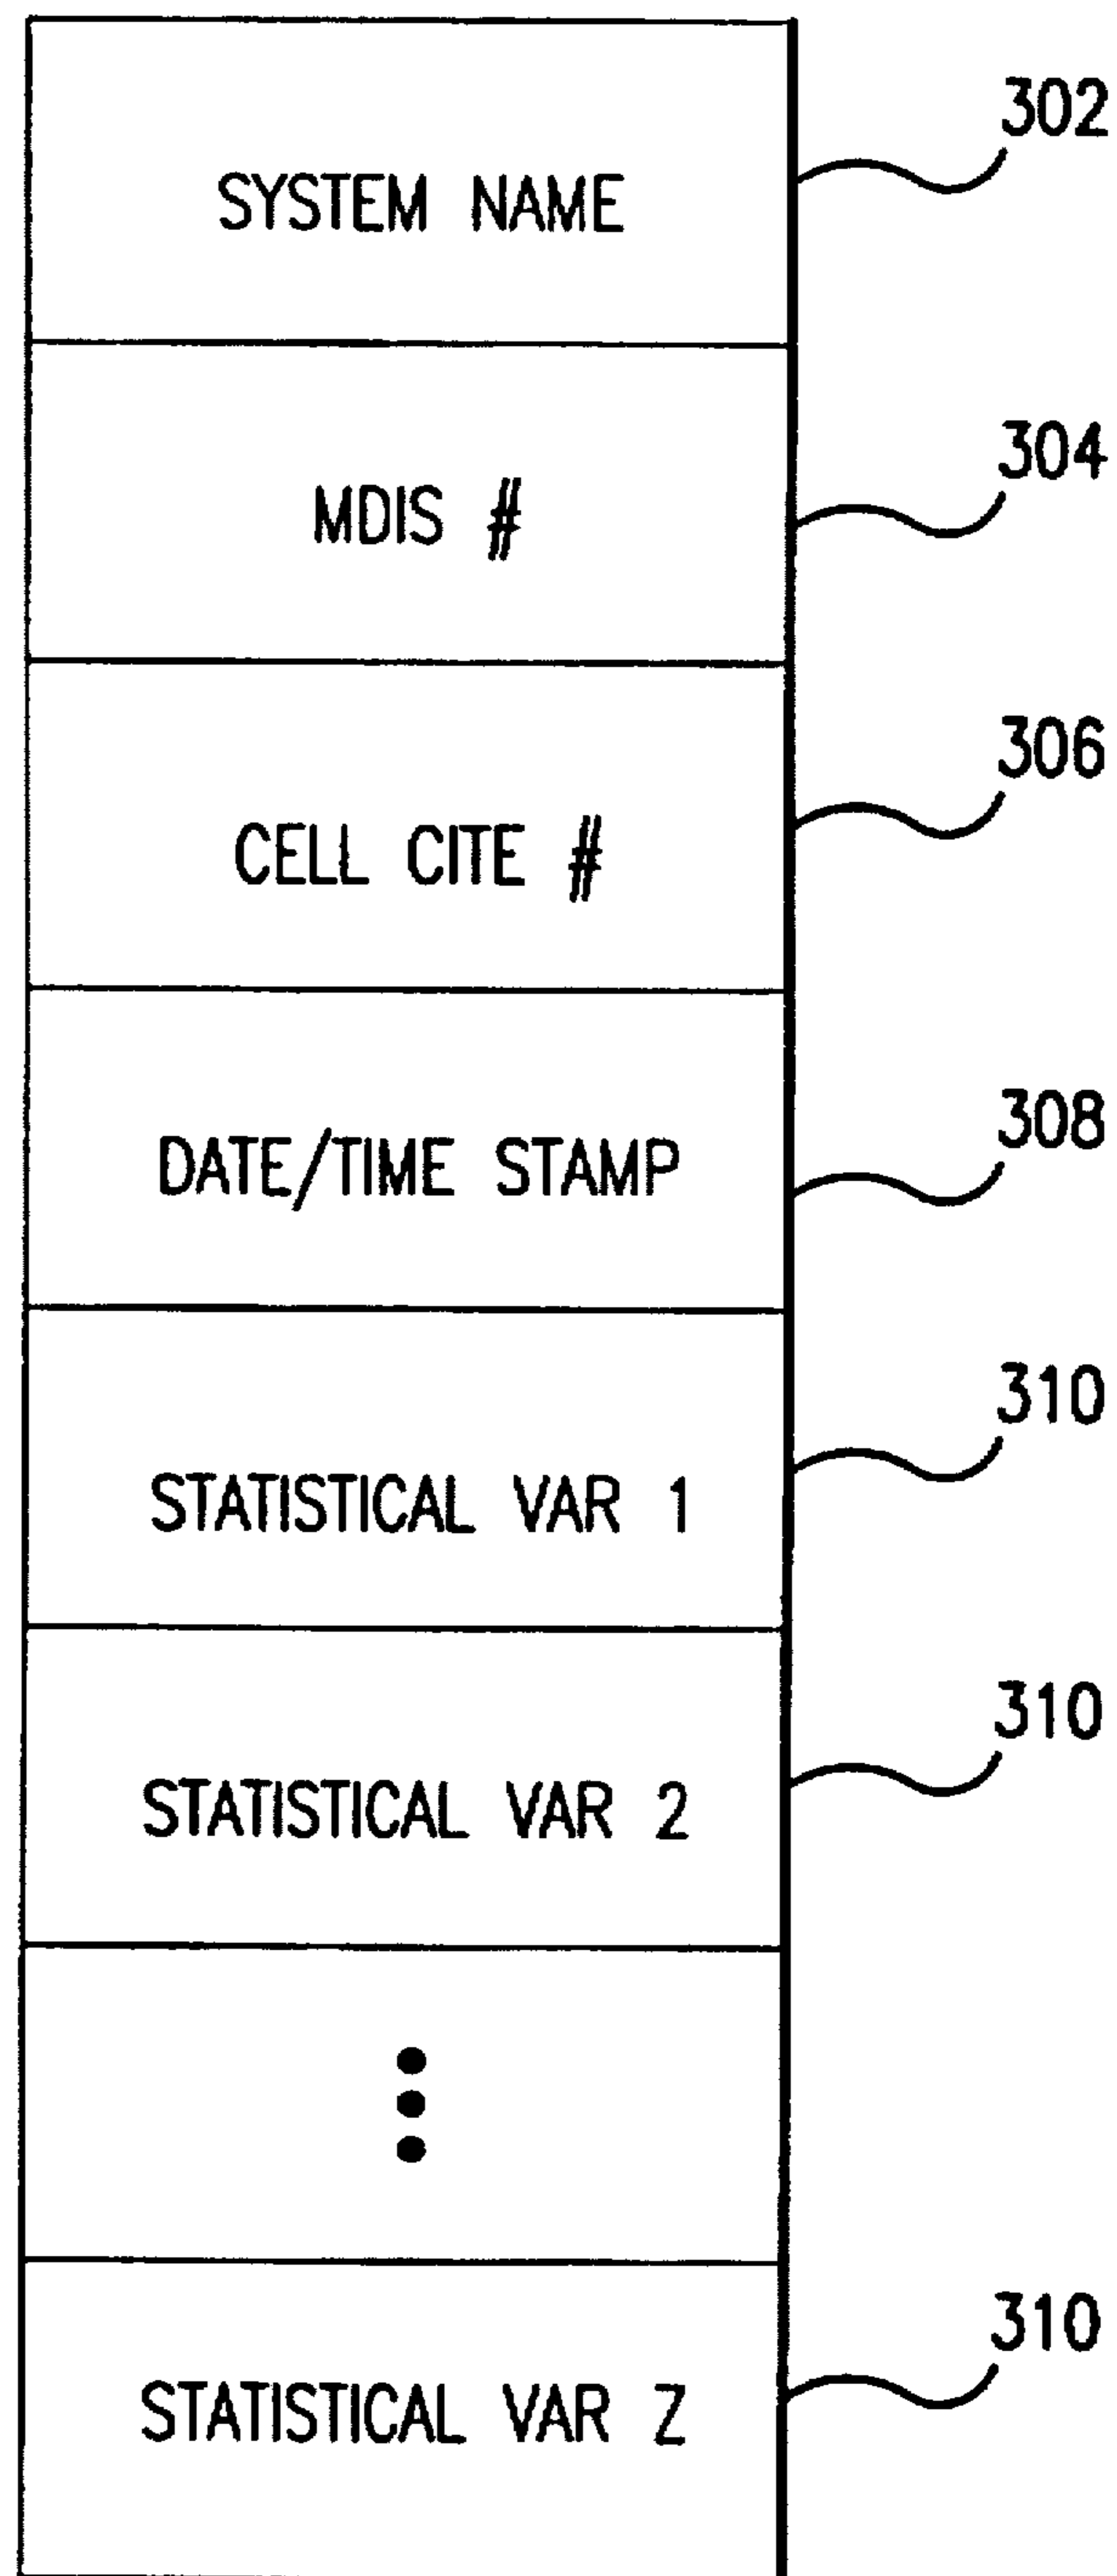 SYSTEM NAME
302
MDIS #
304
CELL CITE #
306
DATE/TIME STAMP
308
STATISTICAL VAR 1
310
STATISTICAL VAR 2
310
STATISTICAL VAR Z
310